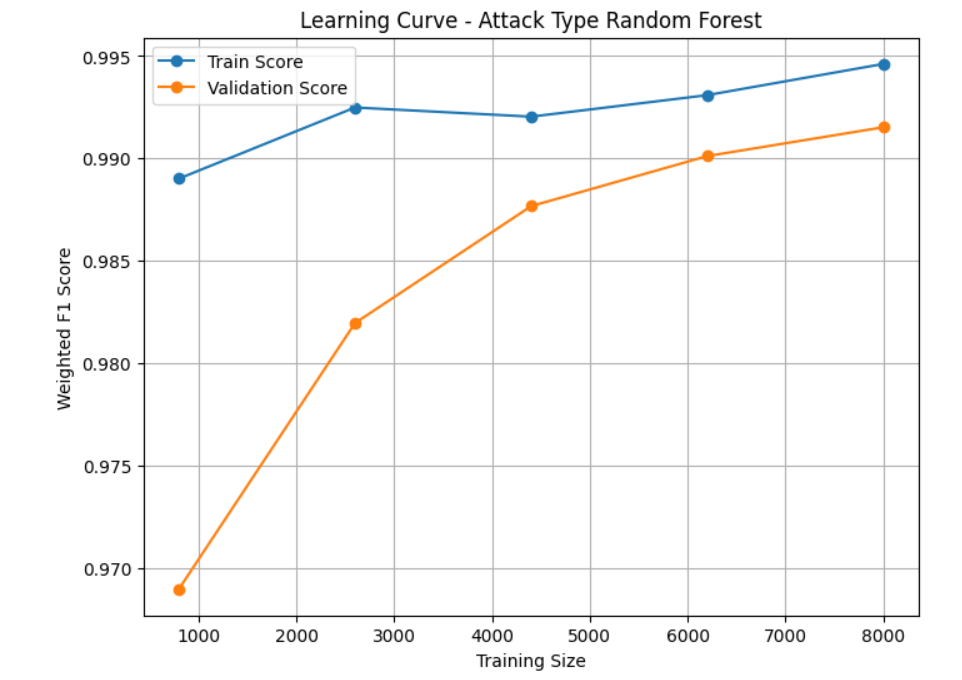 Learning Curve - Attack Type Random Forest
Train Score
Validation Score
Weighted F1 Score
0.995
0.990
0.985
0.980
0.975
0.970
1000 2000 3000 4000 5000 6000 7000 8000
Training Size